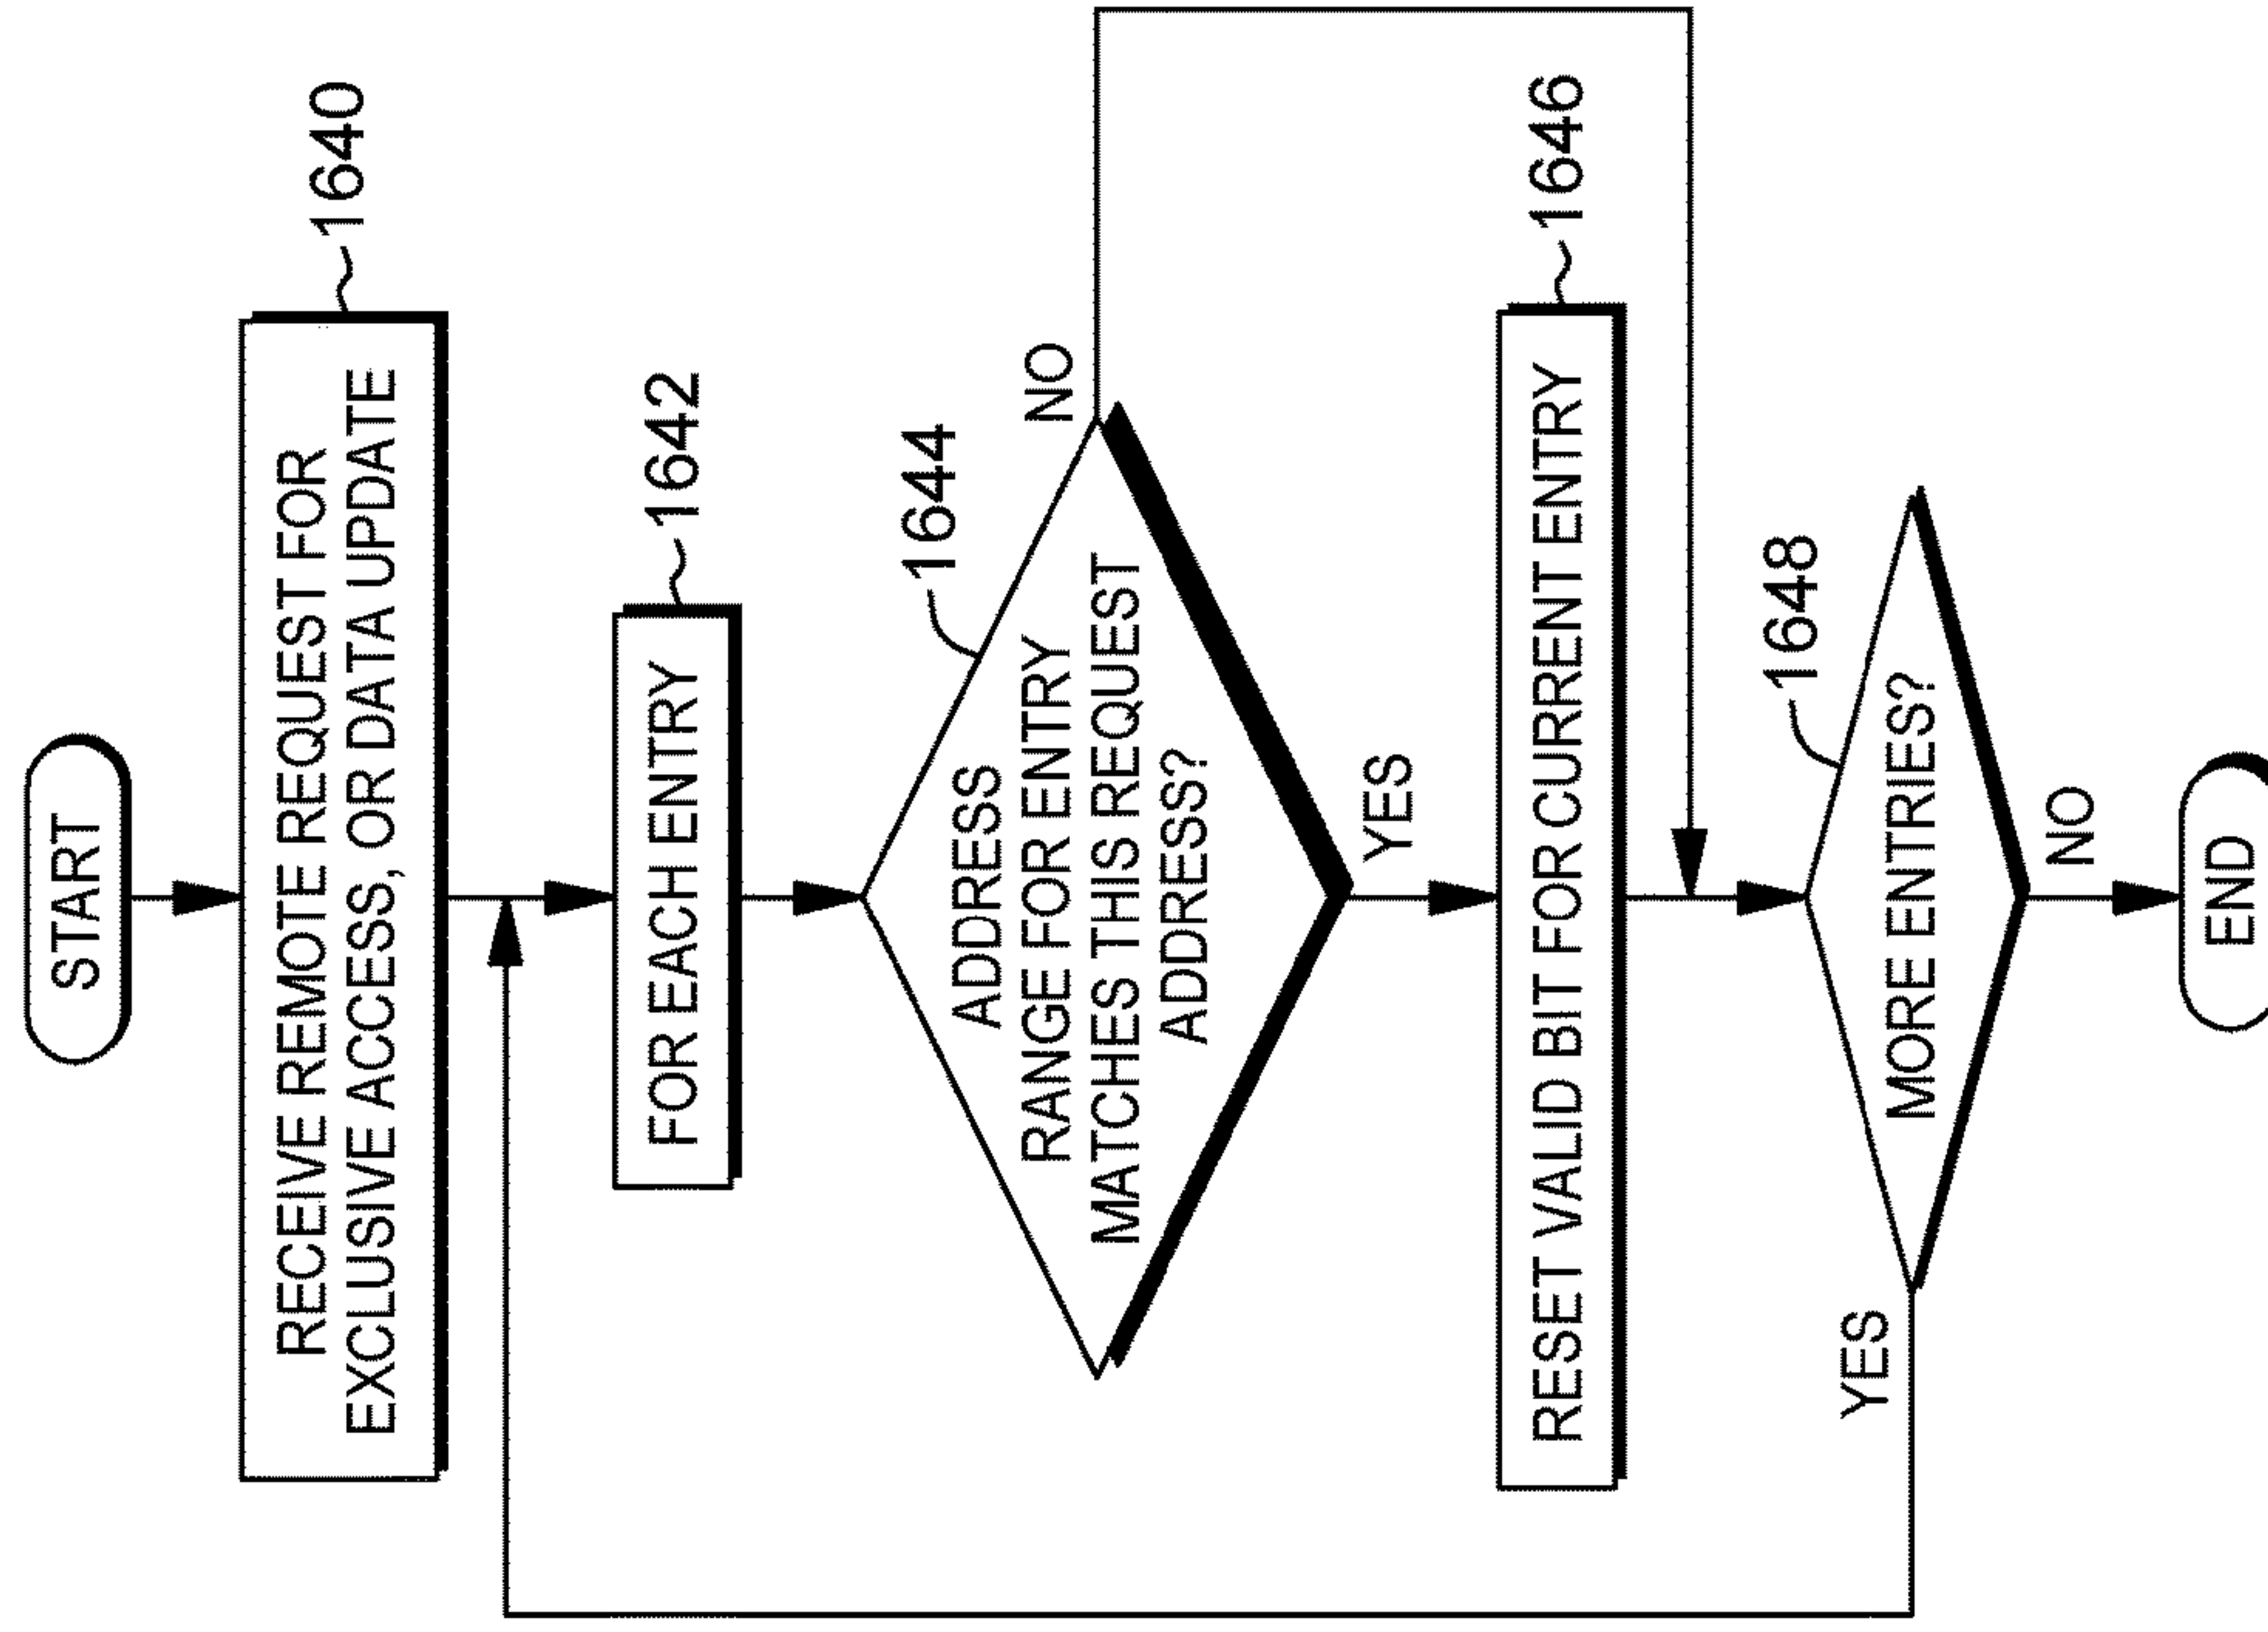 START
RECEIVE REMOTE REQUEST FOR
EXCLUSIVE ACCESS, OR DATA UPDATE
1640
FOR EACH ENTRY
1642
ADDRESS
RANGE FOR ENTRY
MATCHES THIS REQUEST
ADDRESS?
1644
NO
YES
RESET VALID BIT FOR CURRENT ENTRY
1646
MORE ENTRIES?
1648
YES
NO
END